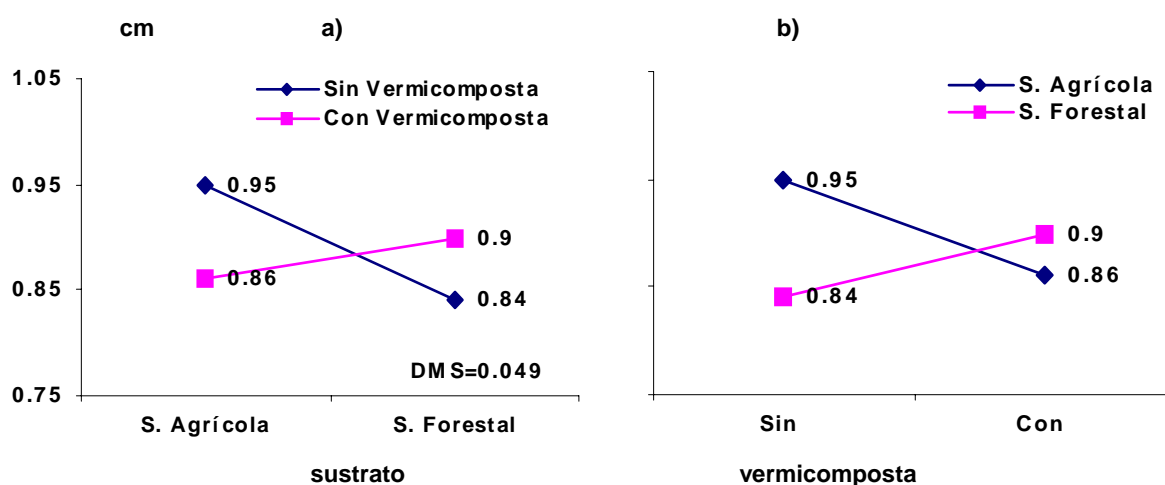 cm a) b)
1.05
Sin Vermicomposta
Con Vermicomposta
0.95
0.95
0.9
0.86
0.84
0.85
DMS=0.049
0.75
S. Agrícola S. Forestal
sustrato
S. Agrícola
S. Forestal
0.95
0.9
0.86
0.84
Sin Con
vermicomposta